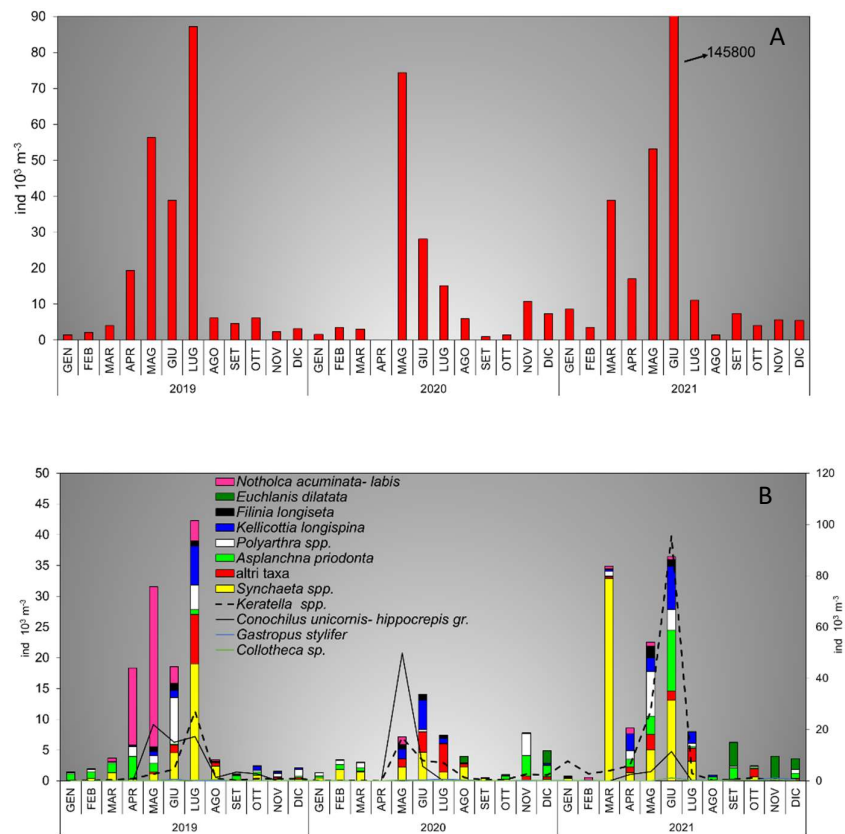 90
80
70
60
50
40
30
20
10
0
ind 10³ m⁻³
A
145800
GEN FEB MAR APR MAG GIU LUG AGO SET OTT NOV DIC GEN FEB MAR APR MAG GIU LUG AGO SET OTT NOV DIC GEN FEB MAR APR MAG GIU LUG AGO SET OTT NOV DIC
2019 2020 2021
50
45
40
35
30
25
20
15
10
5
0
ind 10³ m⁻³
B
Notholca acuminata- labis
Euchlanis dilatata
Filinia longiseta
Kellicottia longispina
Polyarthra spp.
Asplanchna priodonta
altri taxa
Synchaeta spp.
Keratella spp.
Conochilus unicornis- hippocrepis gr.
Gastropus stylifer
Collotheca sp.
120
100
80
60
40
20
0
ind 10³ m⁻³
GEN FEB MAR APR MAG GIU LUG AGO SET OTT NOV DIC GEN FEB MAR APR MAG GIU LUG AGO SET OTT NOV DIC GEN FEB MAR APR MAG GIU LUG AGO SET OTT NOV DIC
2019 2020 2021